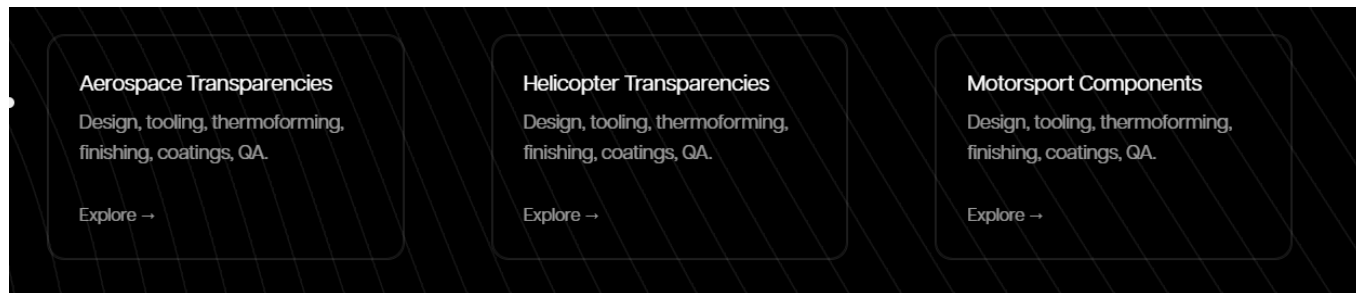 Aerospace Transparencies
Design, tooling, thermoforming,
finishing, coatings, QA.
Explore →
Helicopter Transparencies
Design, tooling, thermoforming,
finishing, coatings, QA.
Explore →
Motorsport Components
Design, tooling, thermoforming,
finishing, coatings, QA.
Explore →